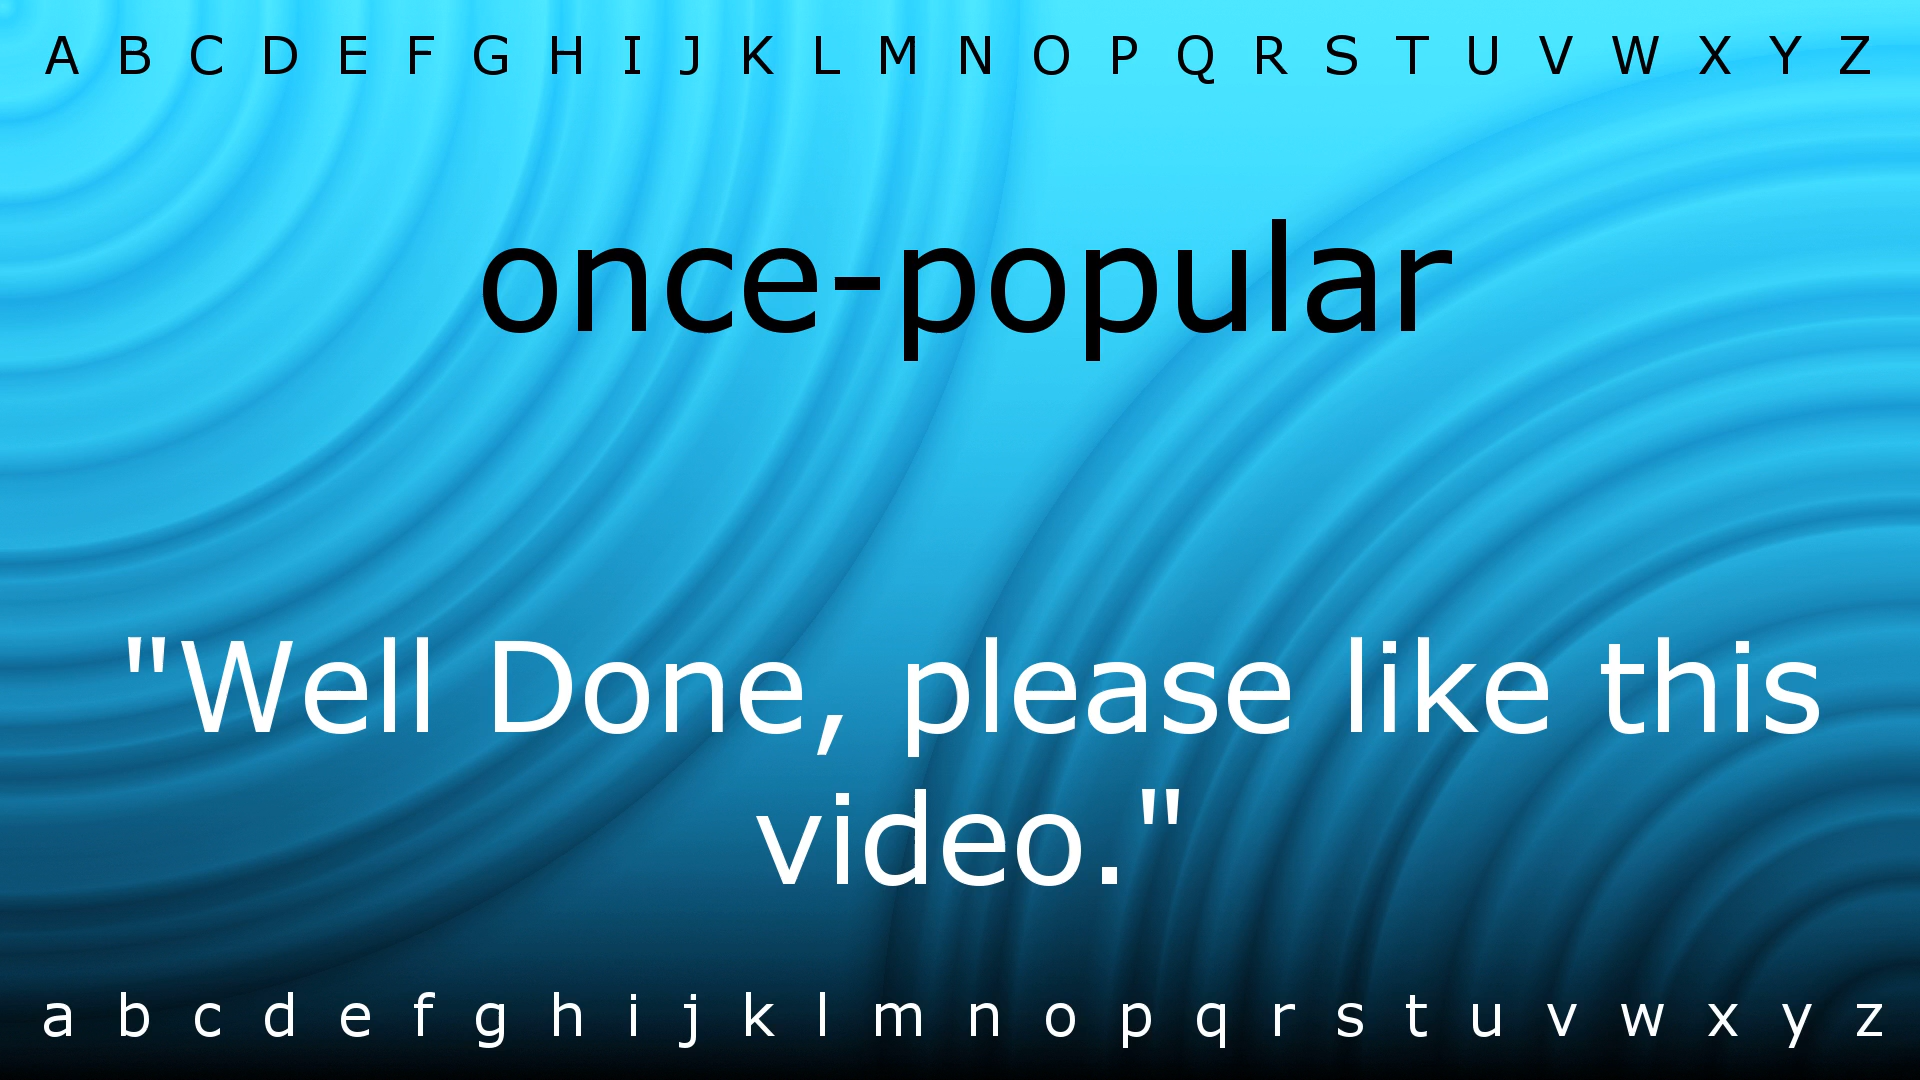 A B C D E F G H I J K L M N O P Q R S T U V W X Y Z
once-popular
"Well Done, please like this
video."
a b c d e f g h i j k l m n o p q r s t u v w x y z